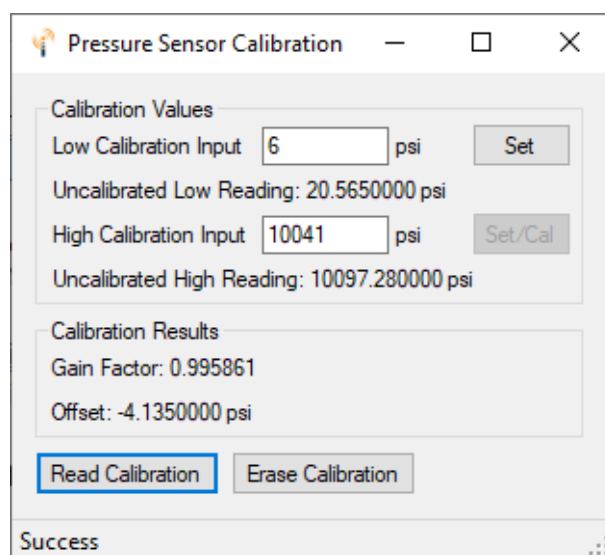 Pressure Sensor Calibration
Calibration Values
Low Calibration Input 6 psi Set
Uncalibrated Low Reading: 20.5650000 psi
High Calibration Input 10041 psi Set/Cal
Uncalibrated High Reading: 10097.280000 psi
Calibration Results
Gain Factor: 0.995861
Offset: -4.1350000 psi
Read Calibration Erase Calibration
Success